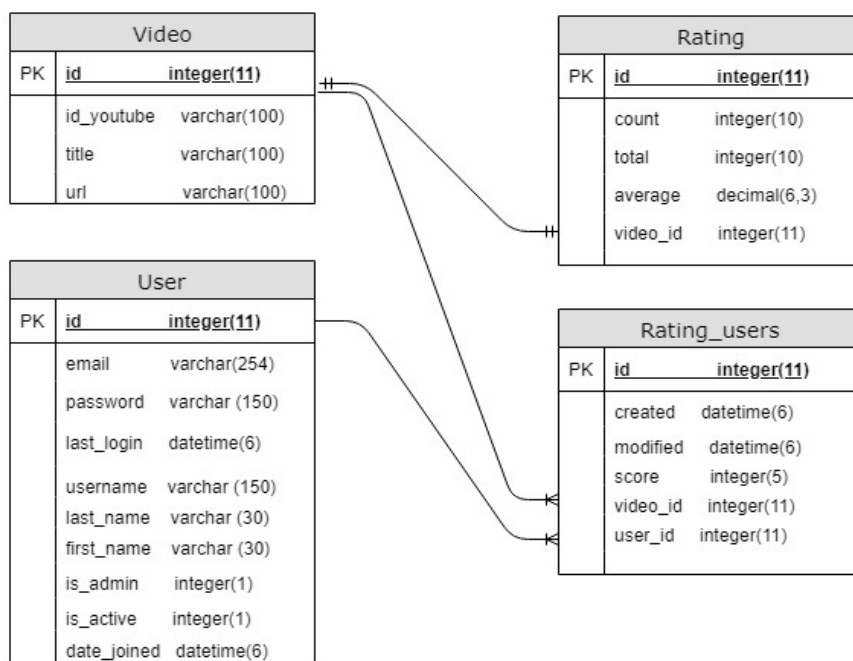 Video
PK id integer(11)
id_youtube varchar(100)
title varchar(100)
url varchar(100)
Rating
PK id integer(11)
count integer(10)
total integer(10)
average decimal(6,3)
video_id integer(11)
User
PK id integer(11)
email varchar(254)
password varchar (150)
last_login datetime(6)
username varchar (150)
last_name varchar (30)
first_name varchar (30)
is_admin integer(1)
is_active integer(1)
date_joined datetime(6)
Rating_users
PK id integer(11)
created datetime(6)
modified datetime(6)
score integer(5)
video_id integer(11)
user_id integer(11)